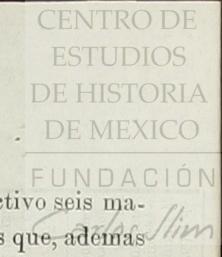 CENTRO DE
ESTUDIOS
DE HISTORIA
DE MEXICO
FUNDACIÓN
Carlos Slim
ctivo seis ma-
s que, ademas